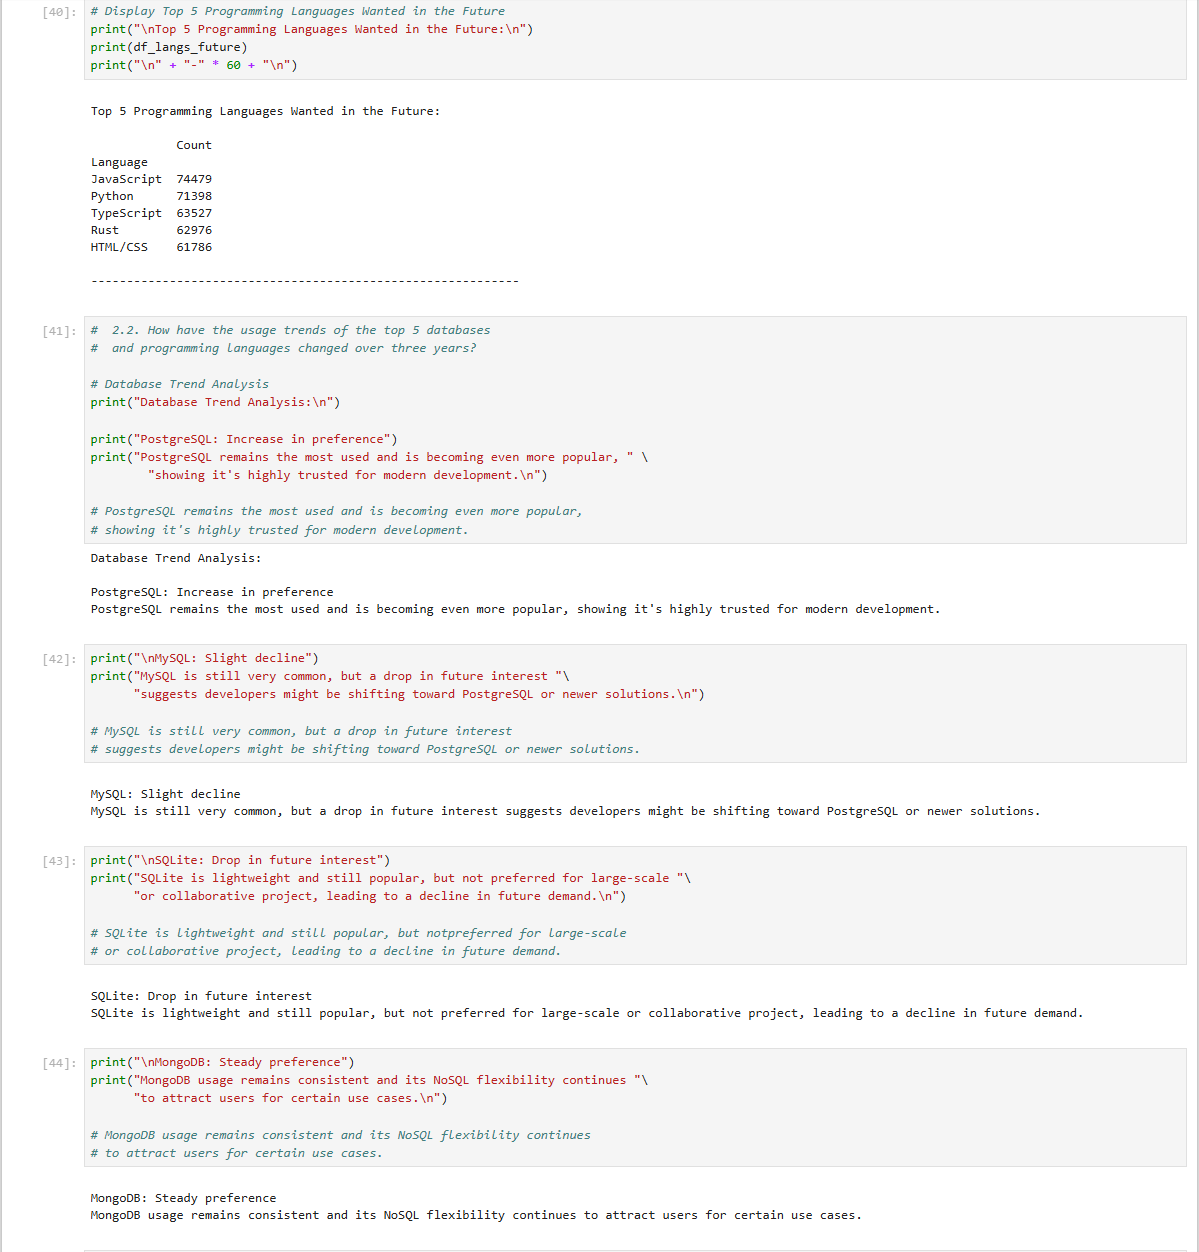 [40]: # Display Top 5 Programming Languages Wanted in the Future
print("\nTop 5 Programming Languages Wanted in the Future:\n")
print(df_langs_future)
print("\n" + "-" * 60 + "\n")
Top 5 Programming Languages Wanted in the Future:
Count
Language
JavaScript 74479
Python 71398
TypeScript 63527
Rust 62976
HTML/CSS 61786
------------------------------------------------------------
[41]: # 2.2. How have the usage trends of the top 5 databases
# and programming languages changed over three years?
# Database Trend Analysis
print("Database Trend Analysis:\n")
print("PostgreSQL: Increase in preference")
print("PostgreSQL remains the most used and is becoming even more popular, " \
"showing it's highly trusted for modern development.\n")
# PostgreSQL remains the most used and is becoming even more popular,
# showing it's highly trusted for modern development.
Database Trend Analysis:
PostgreSQL: Increase in preference
PostgreSQL remains the most used and is becoming even more popular, showing it's highly trusted for modern development.
[42]: print("\nMySQL: Slight decline")
print("MySQL is still very common, but a drop in future interest "\
"suggests developers might be shifting toward PostgreSQL or newer solutions.\n")
# MySQL is still very common, but a drop in future interest
# suggests developers might be shifting toward PostgreSQL or newer solutions.
MySQL: Slight decline
MySQL is still very common, but a drop in future interest suggests developers might be shifting toward PostgreSQL or newer solutions.
[43]: print("\nSQLite: Drop in future interest")
print("SQLite is lightweight and still popular, but not preferred for large-scale "\
"or collaborative project, leading to a decline in future demand.\n")
# SQLite is lightweight and still popular, but notpreferred for large-scale
# or collaborative project, leading to a decline in future demand.
SQLite: Drop in future interest
SQLite is lightweight and still popular, but not preferred for large-scale or collaborative project, leading to a decline in future demand.
[44]: print("\nMongoDB: Steady preference")
print("MongoDB usage remains consistent and its NoSQL flexibility continues "\
"to attract users for certain use cases.\n")
# MongoDB usage remains consistent and its NoSQL flexibility continues
# to attract users for certain use cases.
MongoDB: Steady preference
MongoDB usage remains consistent and its NoSQL flexibility continues to attract users for certain use cases.